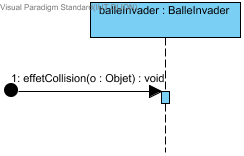 Visual Paradigm Standard
balleInvader : BalleInvader
1: effetCollision(o : Objet) : void